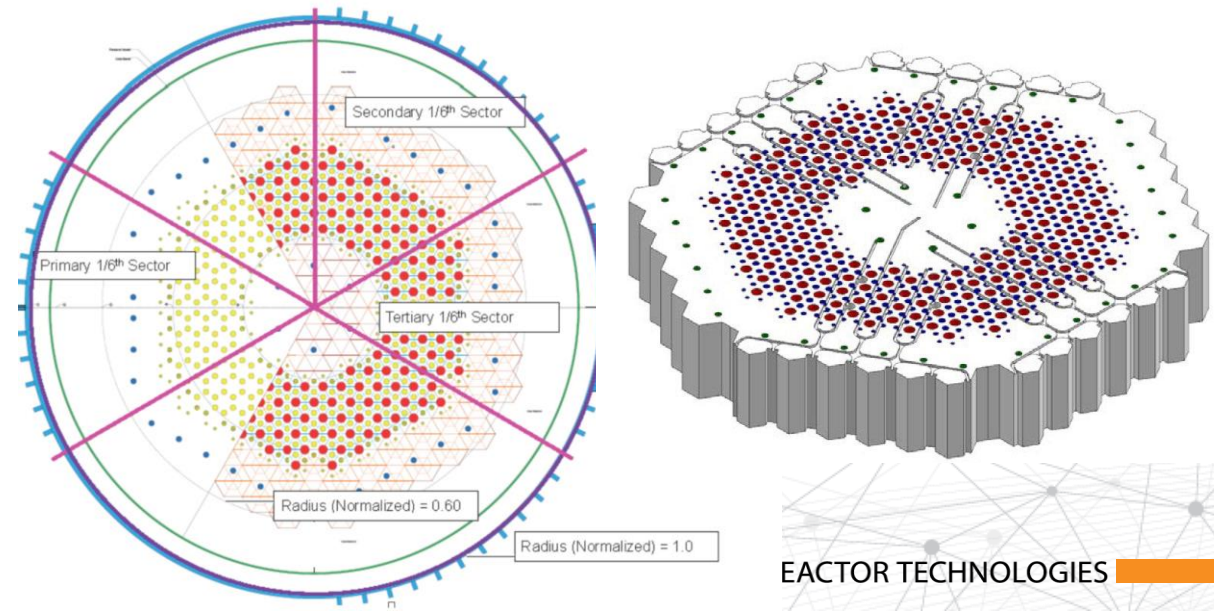 Secondary 1/6th Sector
Primary 1/6th Sector
Tertiary 1/6th Sector
Radius (Normalized) = 0.60
Radius (Normalized) = 1.0
EACTOR TECHNOLOGIES